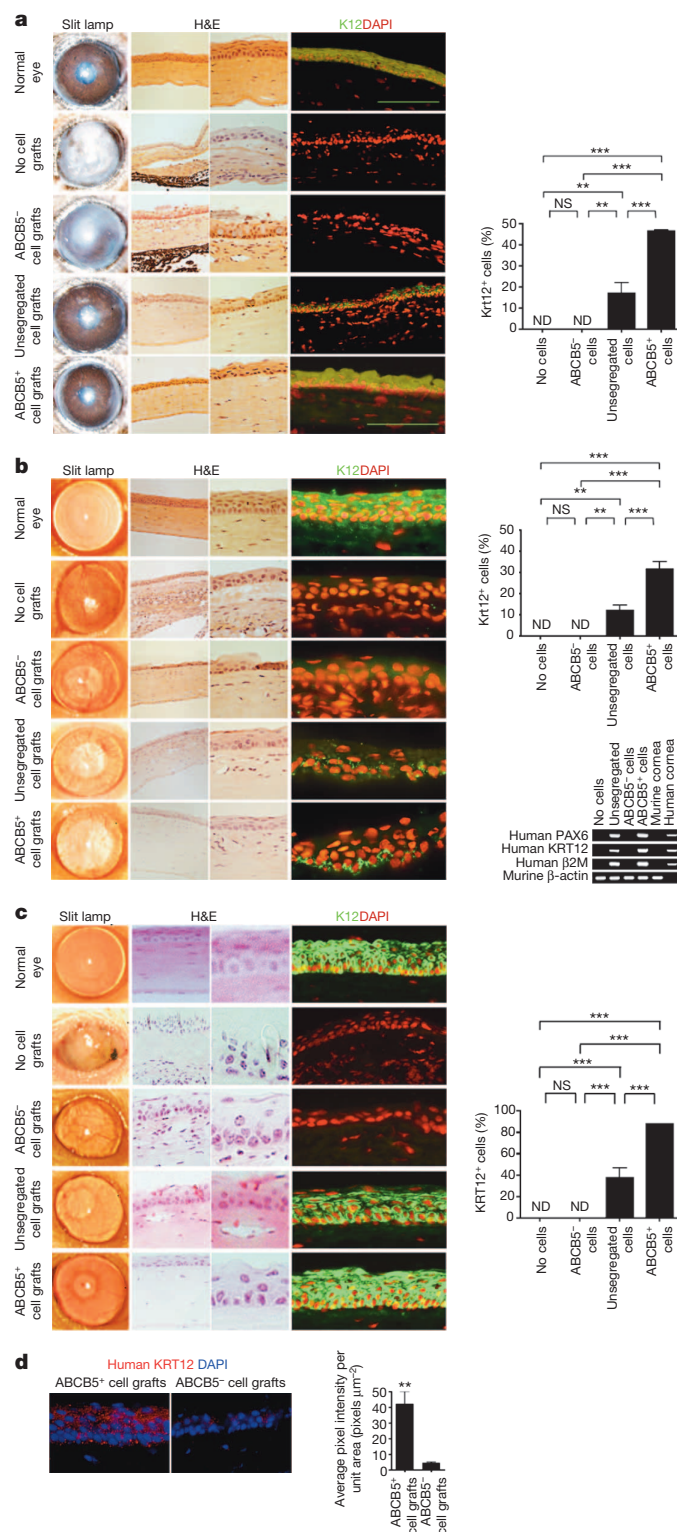 a
Slit lamp
H&E
K12DAPI
Normal
eye
No cell
grafts
ABCB5⁻
cell grafts
Unsegregated
cell grafts
ABCB5⁺
cell grafts
Krt12⁺ cells (%)
50
40
30
20
10
0
***
***
**
NS
**
***
ND
ND
No cells
ABCB5⁻
cells
Unsegregated
cells
ABCB5⁺
cells
b
Slit lamp
H&E
K12DAPI
Normal
eye
No cell
grafts
ABCB5⁻
cell grafts
Unsegregated
cell grafts
ABCB5⁺
cell grafts
Krt12⁺ cells (%)
50
40
30
20
10
0
***
***
**
NS
**
***
ND
ND
No cells
ABCB5⁻
cells
Unsegregated
cells
ABCB5⁺
cells
No cells
Unsegregated
ABCB5⁻ cells
ABCB5⁺ cells
Murine cornea
Human cornea
Human PAX6
Human KRT12
Human β2M
Murine β-actin
c
Slit lamp
H&E
K12DAPI
Normal
eye
No cell
grafts
ABCB5⁻
cell grafts
Unsegregated
cell grafts
ABCB5⁺
cell grafts
KRT12⁺ cells (%)
100
80
40
60
20
0
***
***
***
NS
***
***
ND
ND
No cells
ABCB5⁻
cells
Unsegregated
cells
ABCB5⁺
cells
d
Human KRT12 DAPI
ABCB5⁺ cell grafts
ABCB5⁻ cell grafts
Average pixel intensity per
unit area (pixels μm⁻²)
50
40
30
20
10
0
**
ABCB5⁺
cell grafts
ABCB5⁻
cell grafts